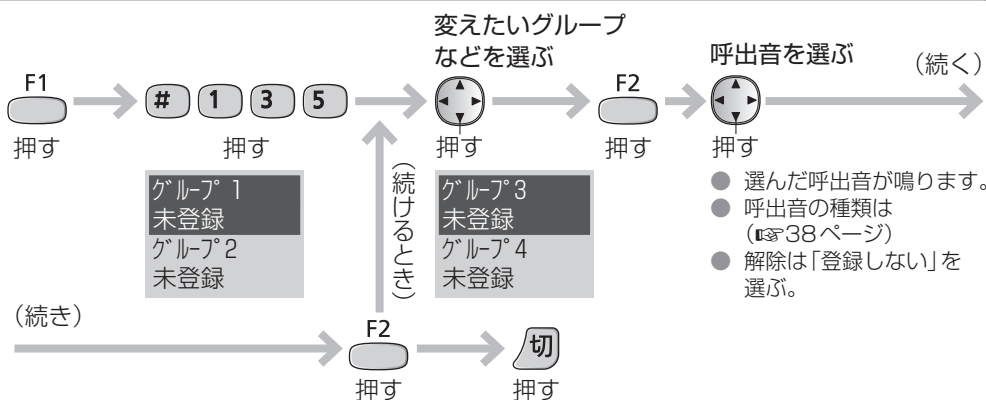 F1
押す
# 1 3 5
押す
グループ 1
未登録
グループ 2
未登録
変えたいグループ
などを選ぶ
押す
(続けるとき)
グループ 3
未登録
グループ 4
未登録
F2
押す
呼出音を選ぶ
押す
(続く)
● 選んだ呼出音が鳴ります。
● 呼出音の種類は
(☞38ページ)
● 解除は「登録しない」を
選ぶ。
(続き)
F2
押す
切
押す